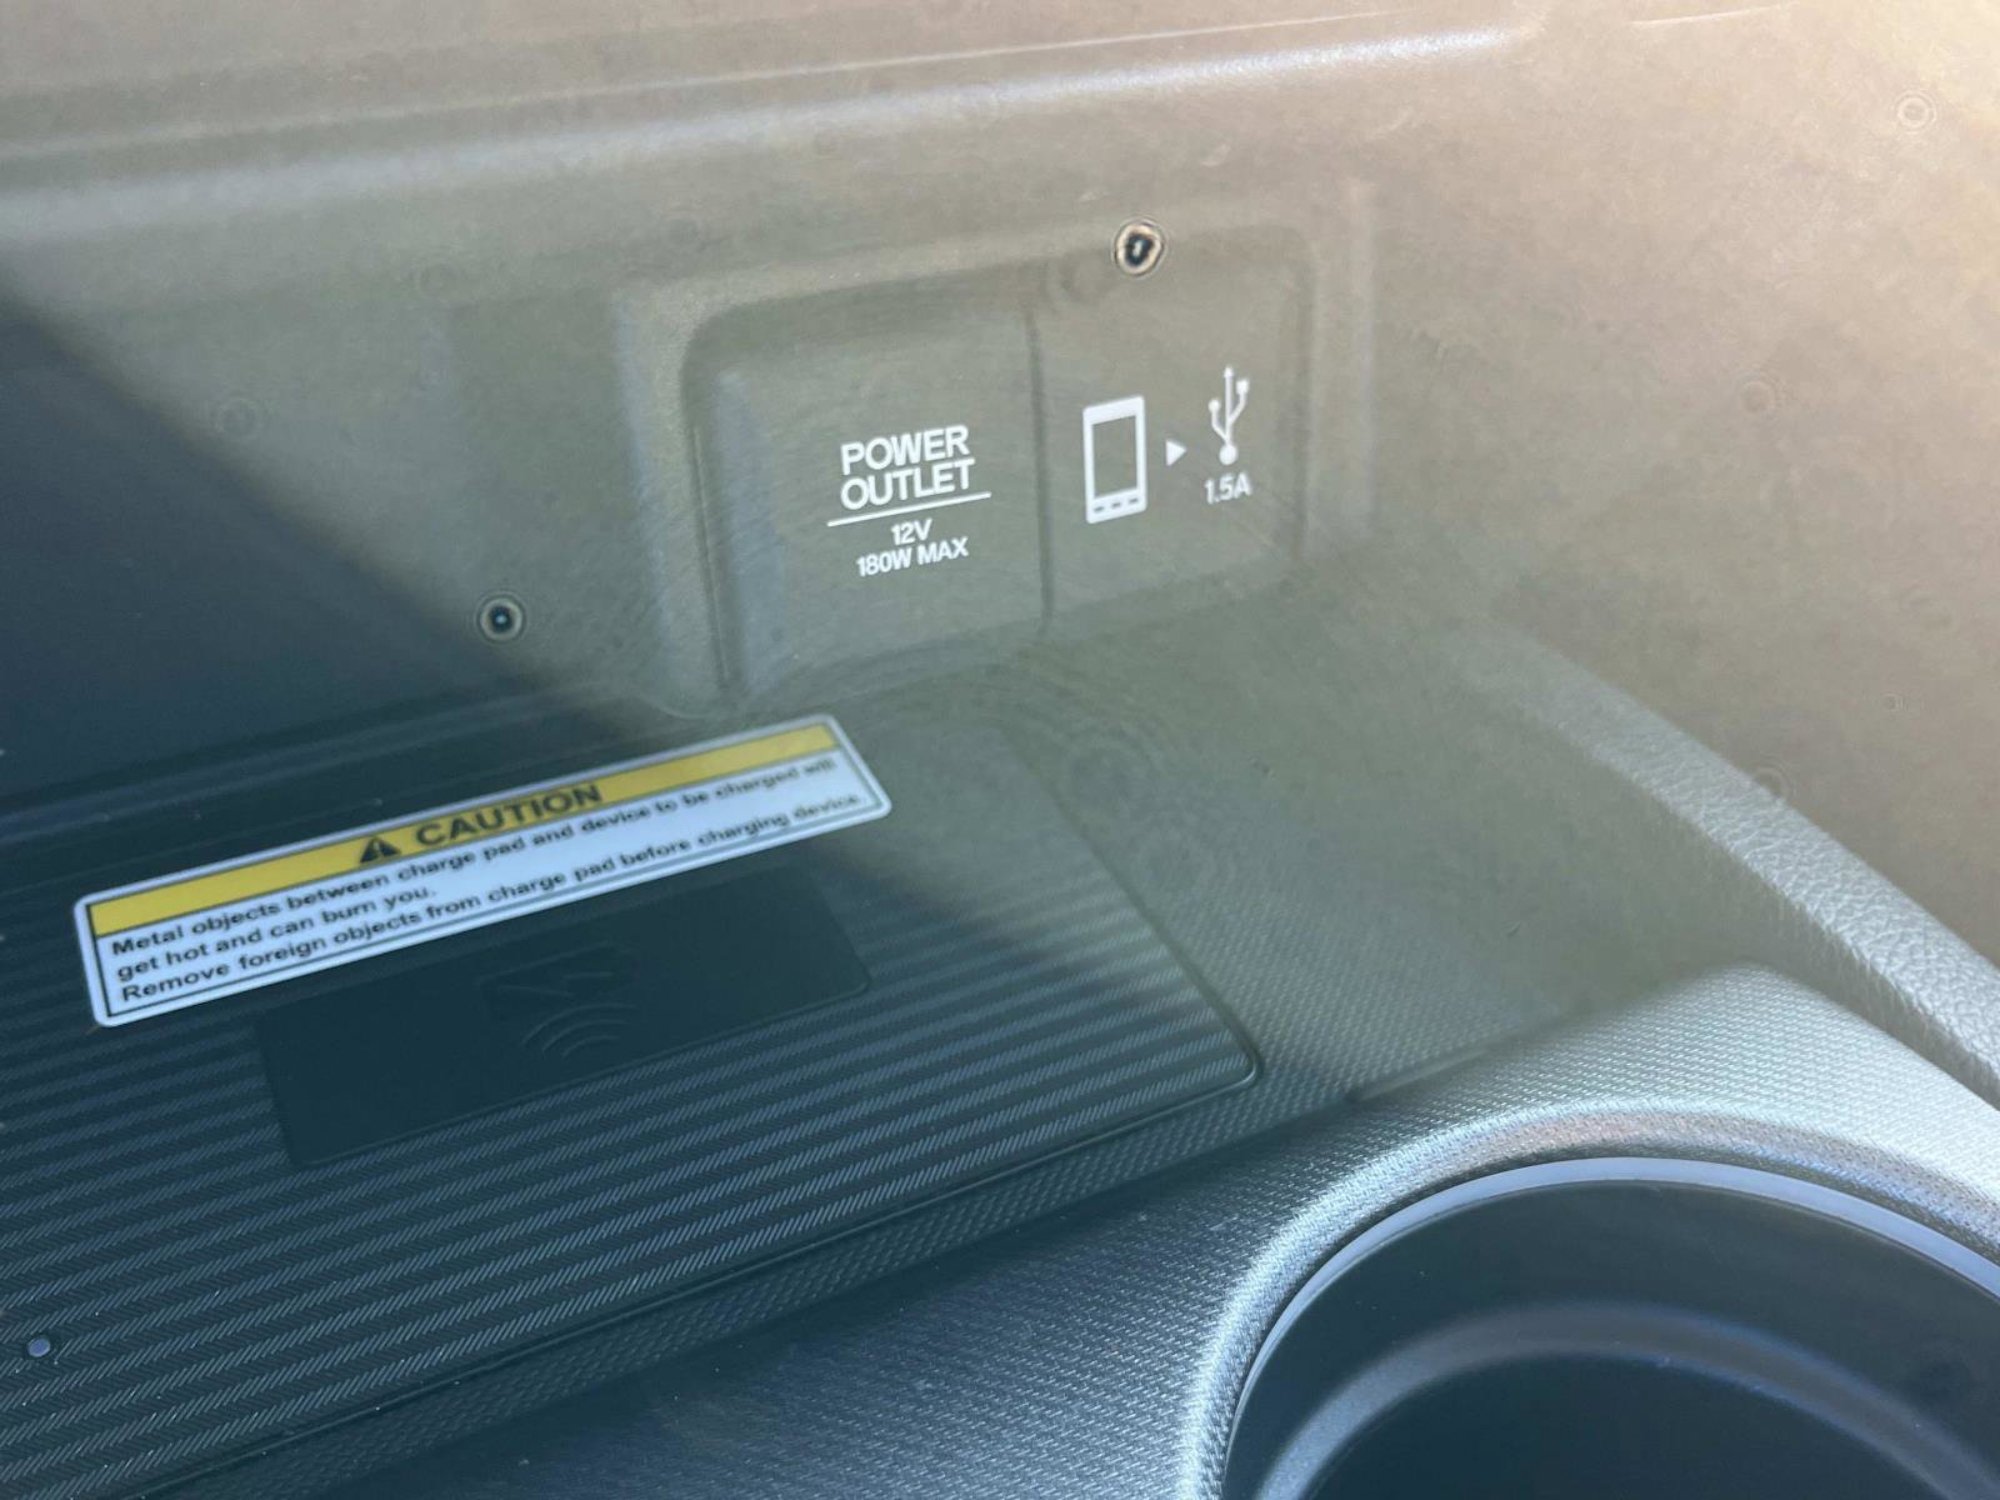 POWER
OUTLET
12V
180W MAX
1.5A
CAUTION
Metal objects between charge pad and device to be charged will
get hot and can burn you.
Remove foreign objects from charge pad before charging device.